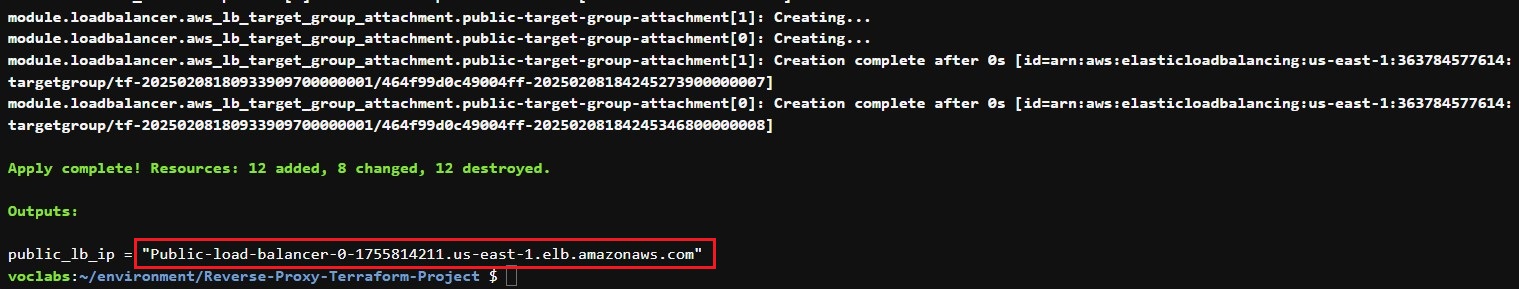 module.loadbalancer.aws_lb_target_group_attachment.public-target-group-attachment[1]: Creating...
module.loadbalancer.aws_lb_target_group_attachment.public-target-group-attachment[0]: Creating...
module.loadbalancer.aws_lb_target_group_attachment.public-target-group-attachment[1]: Creation complete after 0s [id=arn:aws:elasticloadbalancing:us-east-1:363784577614:
targetgroup/tf-20250208180933909700000001/464f99d0c49004ff-20250208184245273900000007]
module.loadbalancer.aws_lb_target_group_attachment.public-target-group-attachment[0]: Creation complete after 0s [id=arn:aws:elasticloadbalancing:us-east-1:363784577614:
targetgroup/tf-20250208180933909700000001/464f99d0c49004ff-20250208184245346800000008]
Apply complete! Resources: 12 added, 8 changed, 12 destroyed.
Outputs:
public_lb_ip = "Public-load-balancer-0-1755814211.us-east-1.elb.amazonaws.com"
voclabs:~/environment/Reverse-Proxy-Terraform-Project $